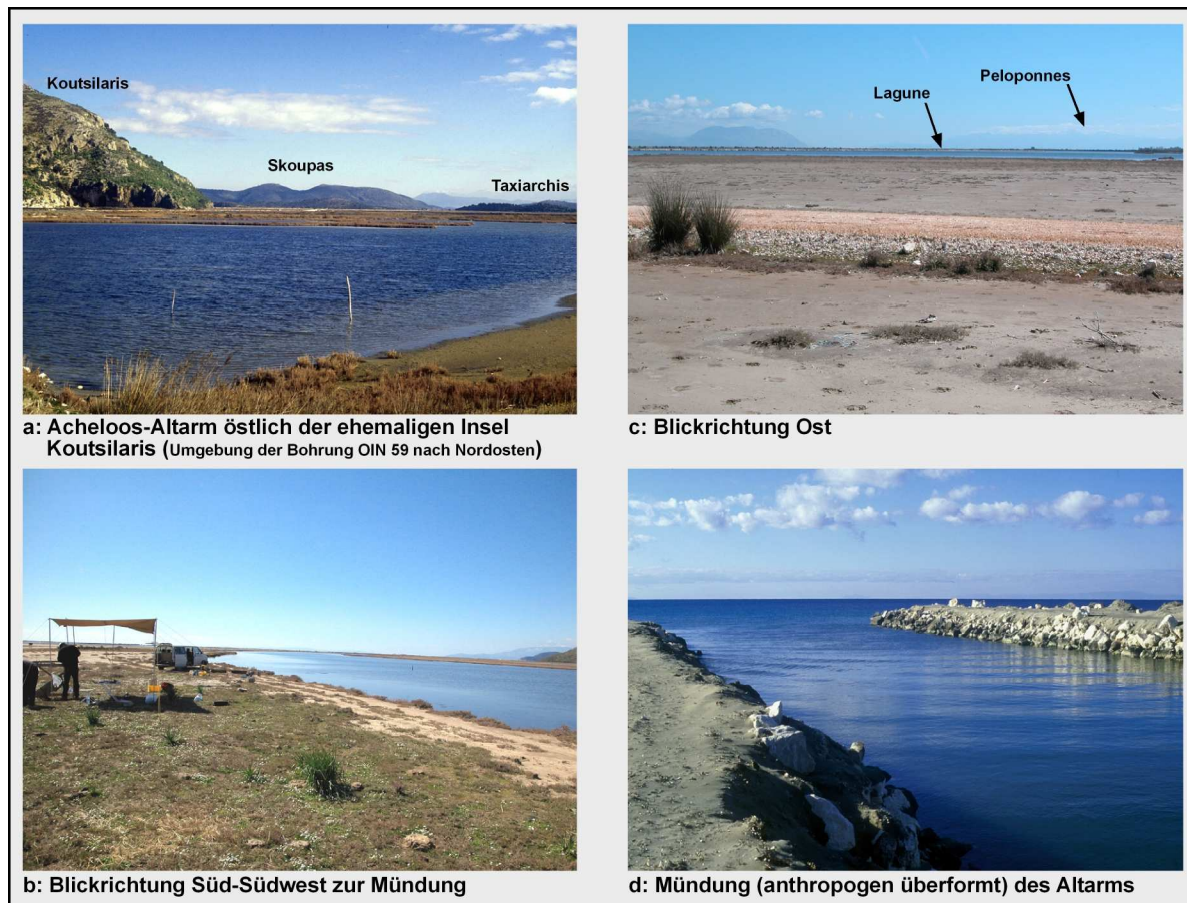 Koutsilaris
Skoupas
Taxiarchis
a: Acheloos-Altarm östlich der ehemaligen Insel
Koutsilaris (Umgebung der Bohrung OIN 59 nach Nordosten)
b: Blickrichtung Süd-Südwest zur Mündung
Lagune
Peloponnes
c: Blickrichtung Ost
d: Mündung (anthropogen überformt) des Altarms